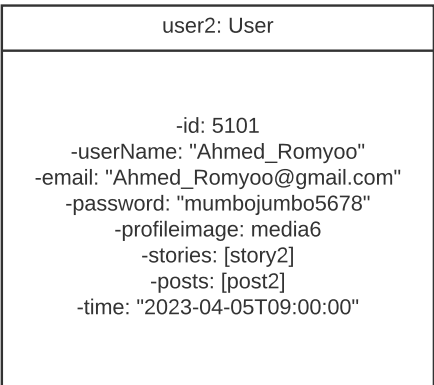 user2: User
-id: 5101
-userName: "Ahmed_Romyoo"
-email: "Ahmed_Romyoo@gmail.com"
-password: "mumbojumbo5678"
-profileimage: media6
-stories: [story2]
-posts: [post2]
-time: "2023-04-05T09:00:00"